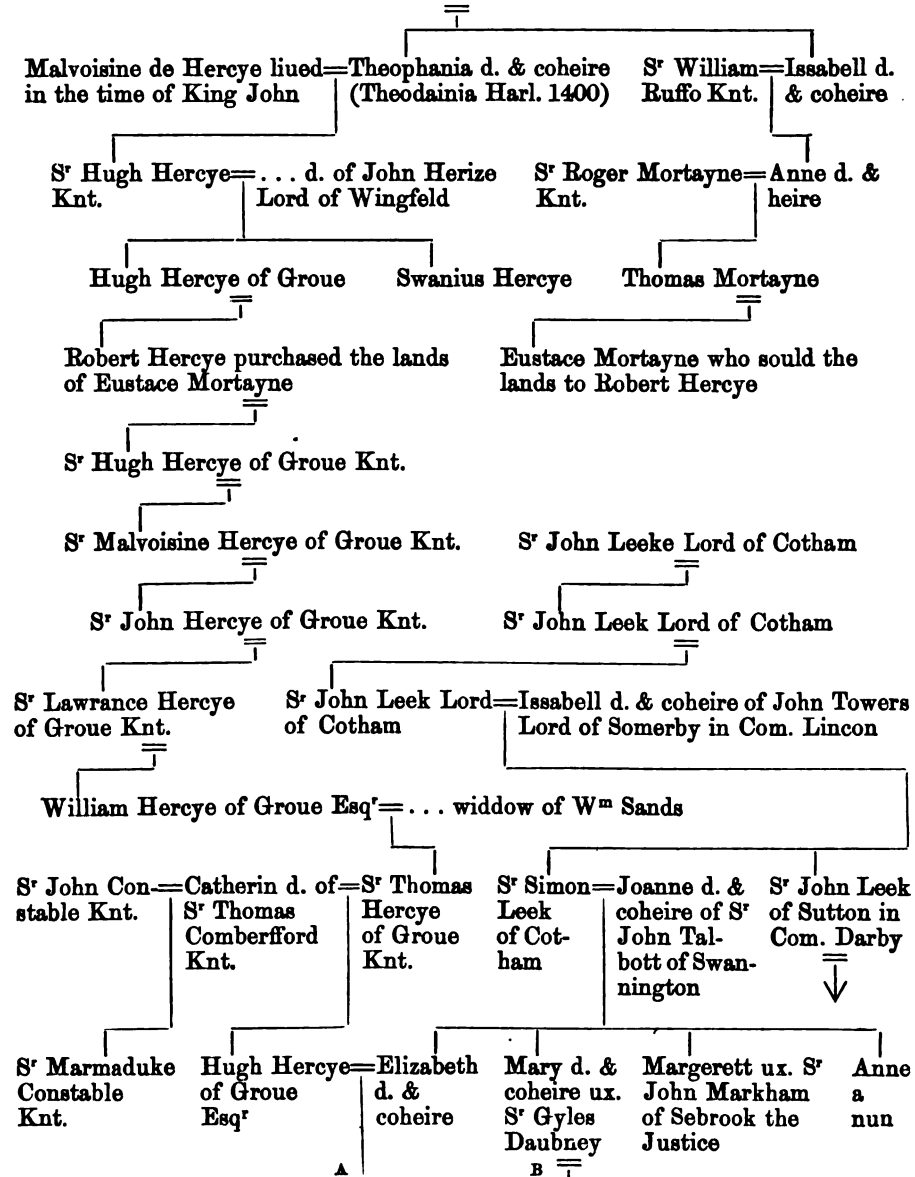 Malvoisine de Hercye liued=Theophania d. & coheire
in the time of King John (Theodainia Harl. 1400)
Sʳ William=Issabell d.
Ruffo Knt. & coheire
Sʳ Hugh Hercye=... d. of John Herize
Knt. Lord of Wingfeld
Sʳ Roger Mortayne=Anne d. &
Knt. heire
Hugh Hercye of Groue
Swanius Hercye
Thomas Mortayne
Robert Hercye purchased the lands
of Eustace Mortayne
Eustace Mortayne who sould the
lands to Robert Hercye
Sʳ Hugh Hercye of Groue Knt.
Sʳ Malvoisine Hercye of Groue Knt.
Sʳ John Leeke Lord of Cotham
Sʳ John Hercye of Groue Knt.
Sʳ John Leek Lord of Cotham
Sʳ Lawrance Hercye
of Groue Knt.
Sʳ John Leek Lord=Issabell d. & coheire of John Towers
of Cotham Lord of Somerby in Com. Lincon
William Hercye of Groue Esqʳ=... widdow of Wᵐ Sands
Sʳ John Con-=Catherin d. of=Sʳ Thomas
stable Knt. Sʳ Thomas Hercye
Comberfford of Groue
Knt. Knt.
Sʳ Simon=Joanne d. &
Leek coheire of Sʳ
of Cot- John Tal-
ham bott of Swan-
nington
Sʳ John Leek
of Sutton in
Com. Darby
Sʳ Marmaduke
Constable
Knt.
Hugh Hercye=Elizabeth
of Groue d. &
Esqʳ coheire
Mary d. &
coheire ux.
Sʳ Gyles
Daubney
Margerett ux. Sʳ
John Markham
of Sebrook the
Justice
Anne
a
nun
A
B